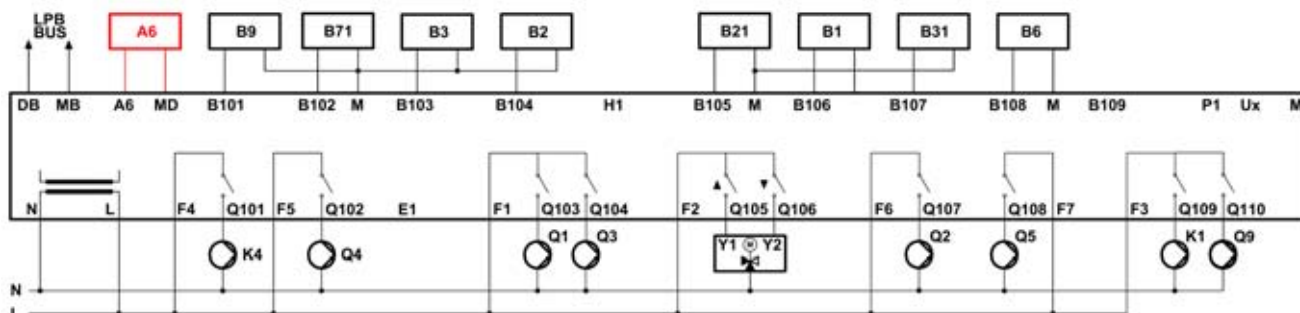 LPB
BUS
A6 B9 B71 B3 B2 B21 B1 B31 B6
DB MB A6 MD B101 B102 M B103 B104 H1 B105 M B106 B107 B108 M B109 P1 Ux M
N L F4 Q101 F5 Q102 E1 F1 Q103 Q104 F2 Q105 Q106 F6 Q107 Q108 F7 F3 Q109 Q110
K4 Q4 Q1 Q3 Y1 Y2 Q2 Q5 K1 Q9
N